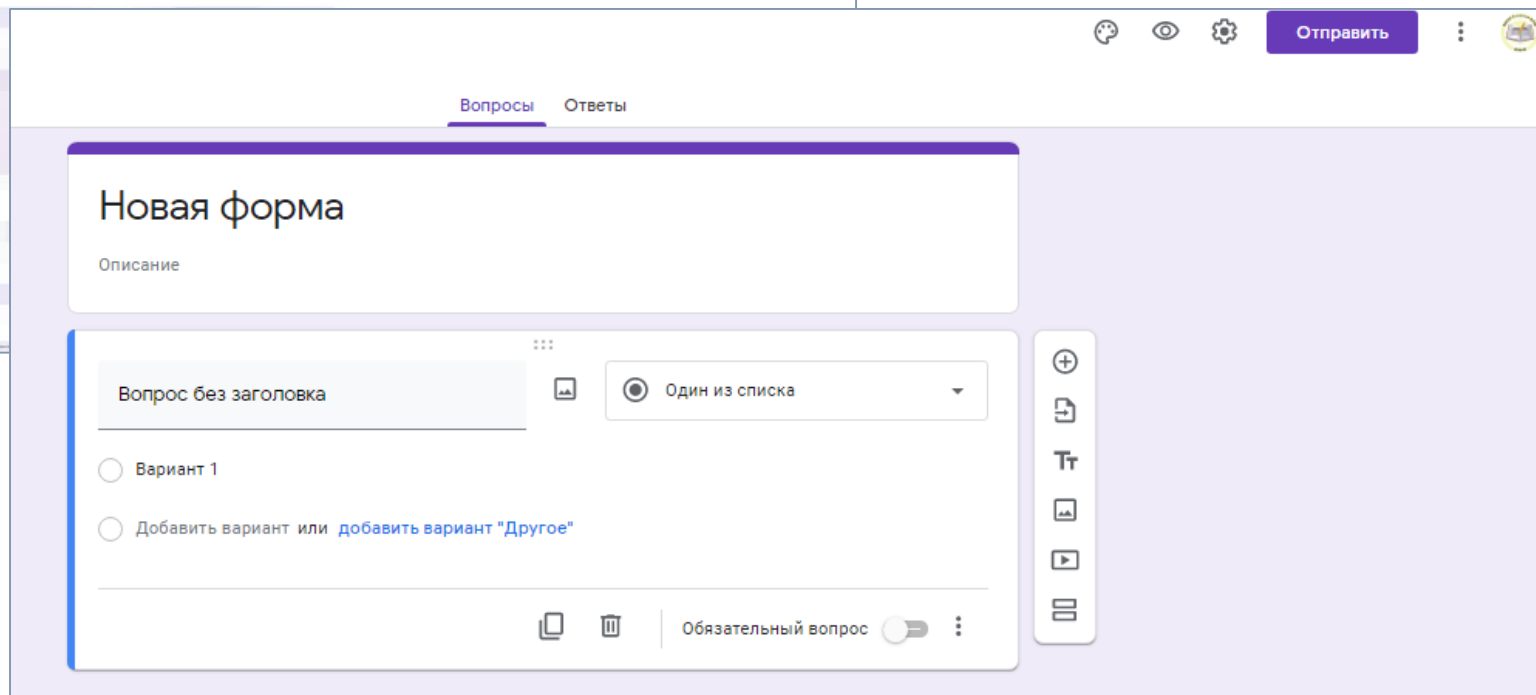 Отправить
Вопросы Ответы
Новая форма
Описание
Вопрос без заголовка
Один из списка
Вариант 1
Добавить вариант или добавить вариант "Другое"
Обязательный вопрос